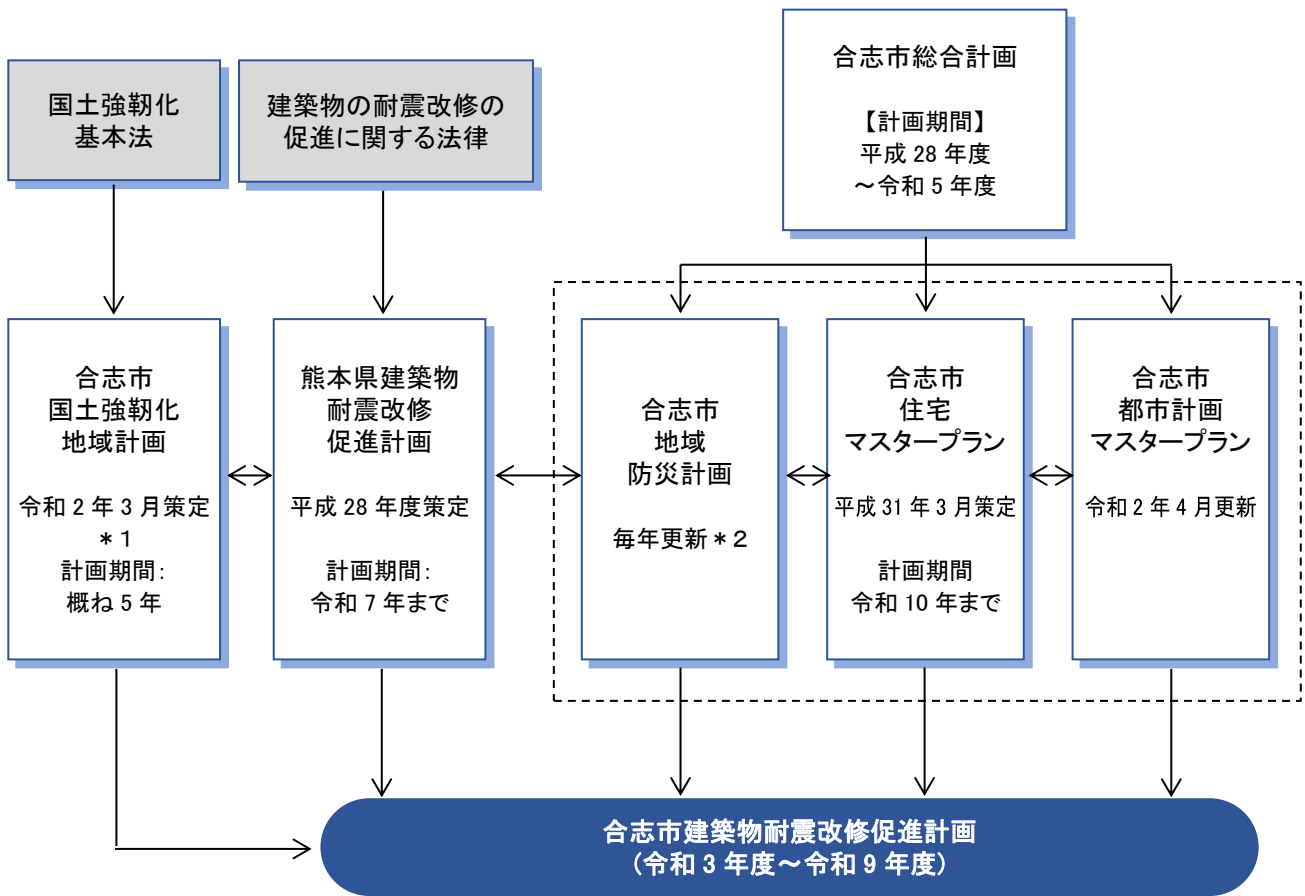 国土強靭化
基本法
建築物の耐震改修の
促進に関する法律
合志市総合計画
【計画期間】
平成 28 年度
～令和 5 年度
合志市
国土強靭化
地域計画
令和 2 年 3 月策定
＊1
計画期間：
概ね 5 年
熊本県建築物
耐震改修
促進計画
平成 28 年度策定
計画期間：
令和 7 年まで
合志市
地域
防災計画
毎年更新＊２
合志市
住宅
マスタープラン
平成 31 年 3 月策定
計画期間
令和 10 年まで
合志市
都市計画
マスタープラン
令和 2 年 4 月更新
合志市建築物耐震改修促進計画
（令和 3 年度～令和 9 年度）